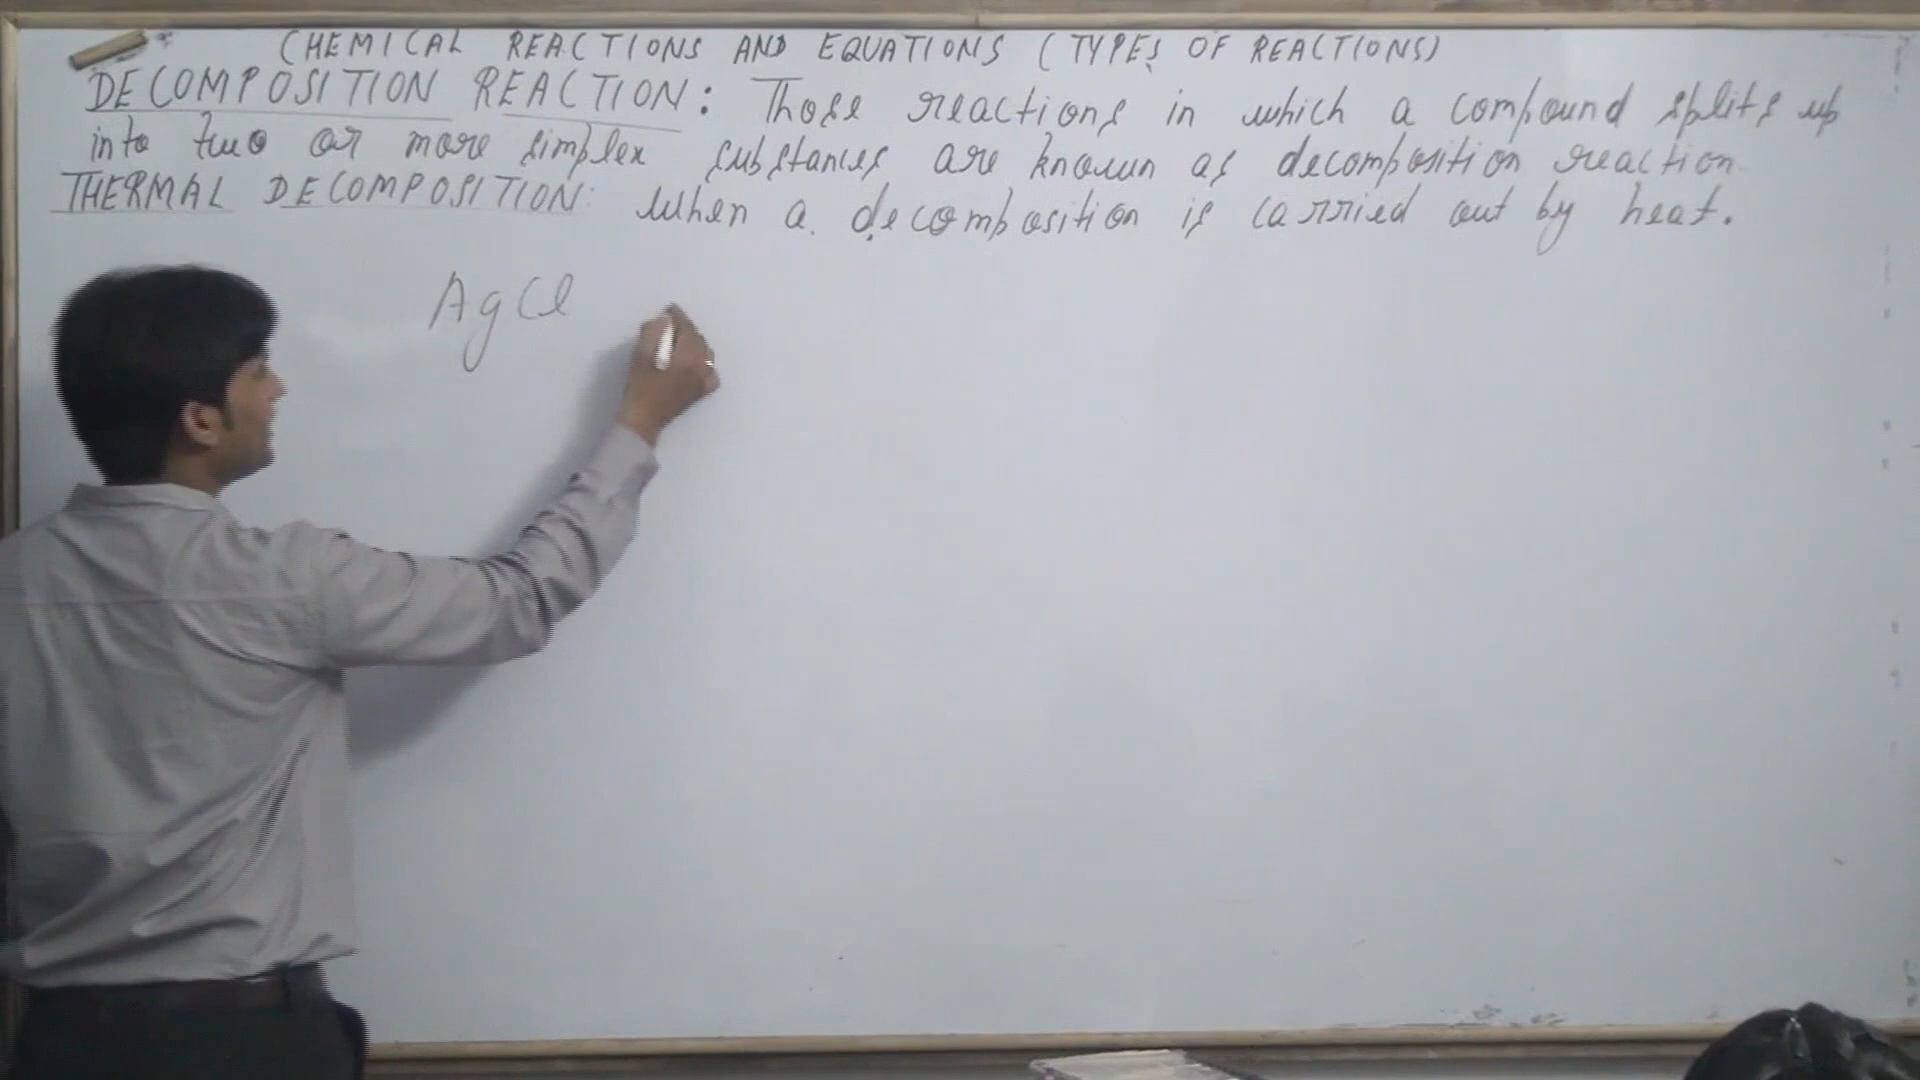 CHEMICAL REACTIONS AND EQUATIONS (TYPES OF REACTIONS)
DECOMPOSITION REACTION: Those reactions in which a compound splits up
into two or more simplex substances are known as decomposition reaction
THERMAL DECOMPOSITION: When a decomposition is carried out by heat.
AgCl